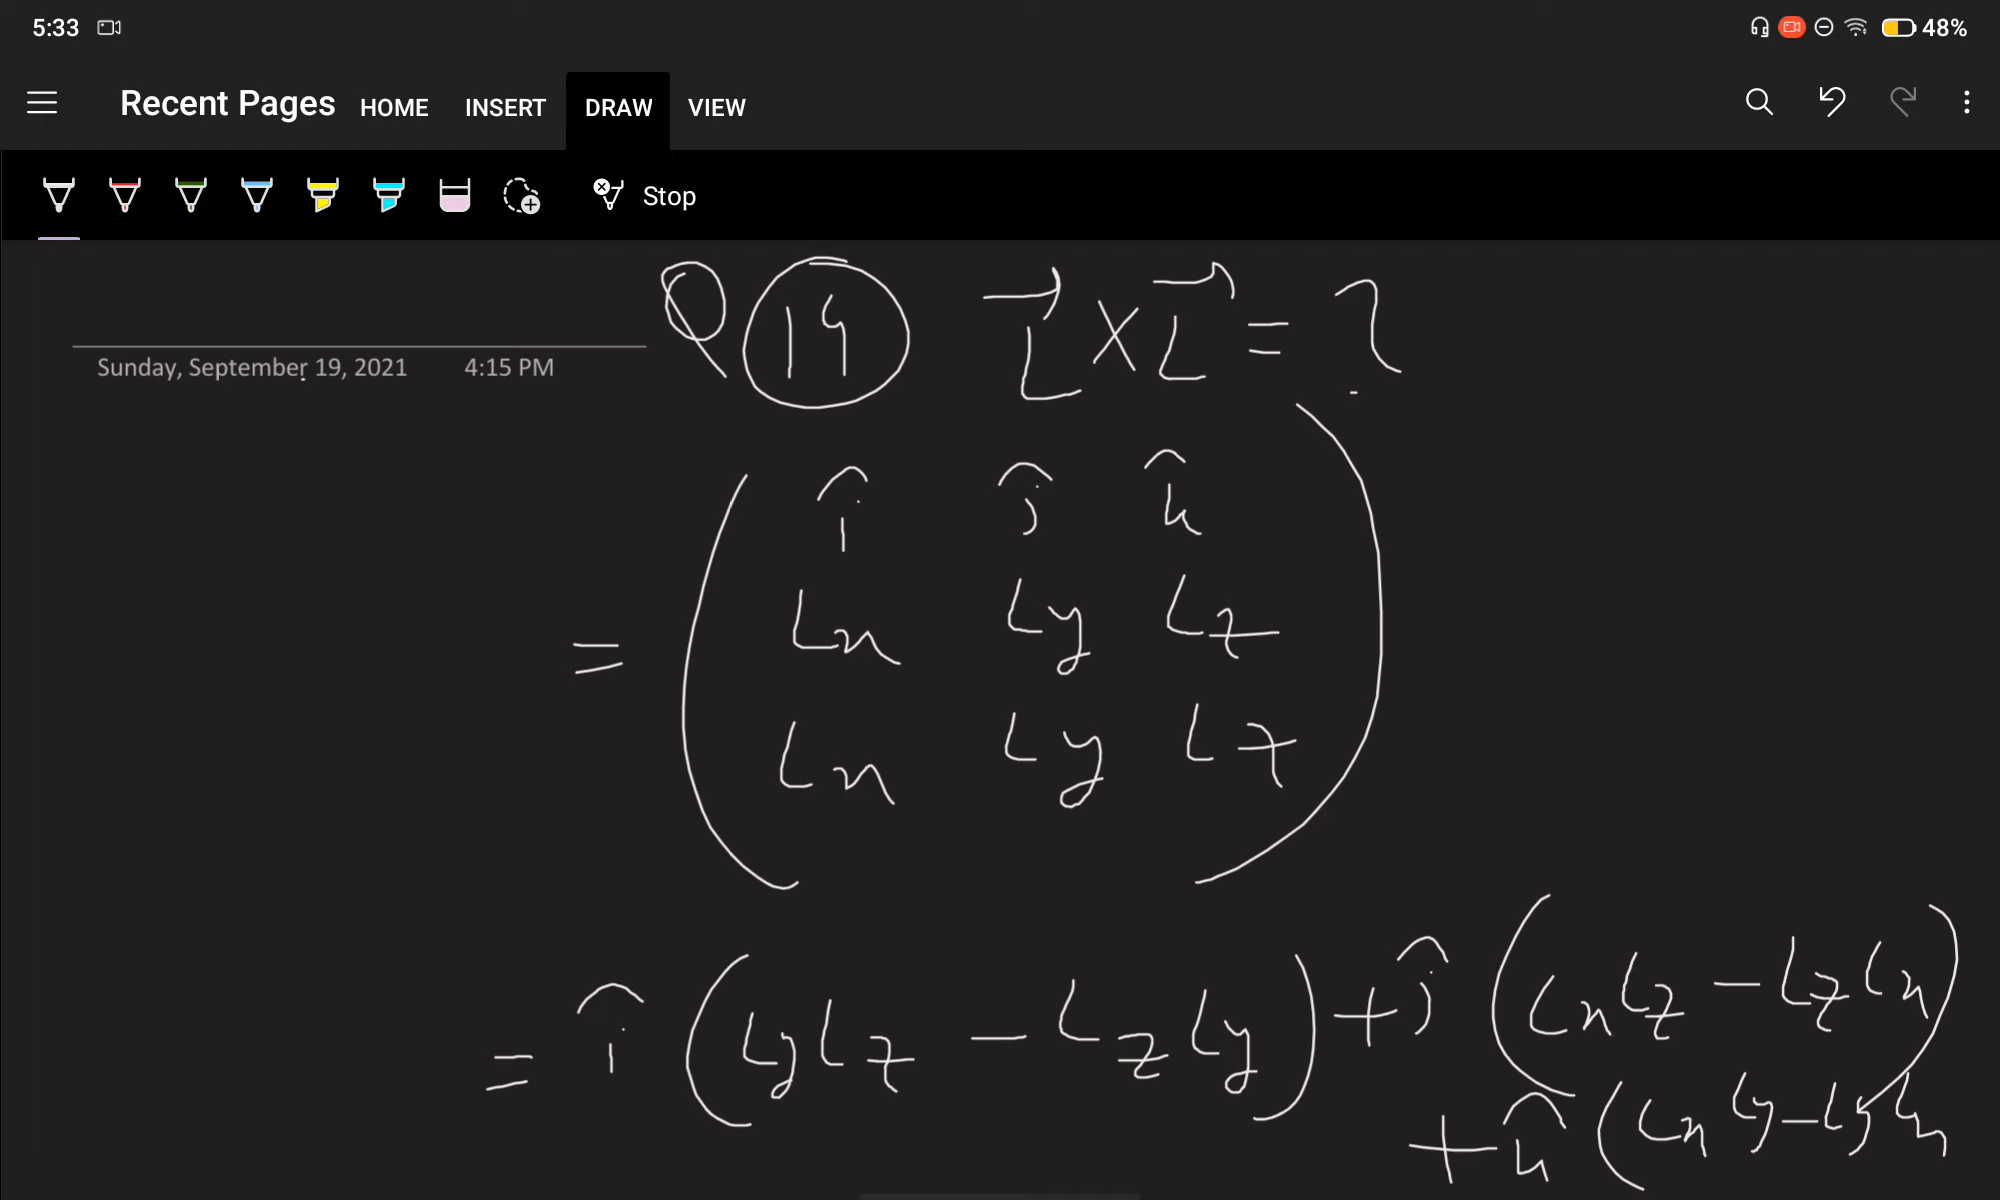 5:33 48%
Recent Pages HOME INSERT DRAW VIEW
Stop
Q 14 L⃗ × L⃗ = ?
Sunday, September 19, 2021 4:15 PM
î ĵ k̂
= Lx Ly Lz
Lx Ly Lz
= î (LyLz − LzLy) + ĵ (LxLz − LzLx)
+ k̂ (LxLy − LyLx